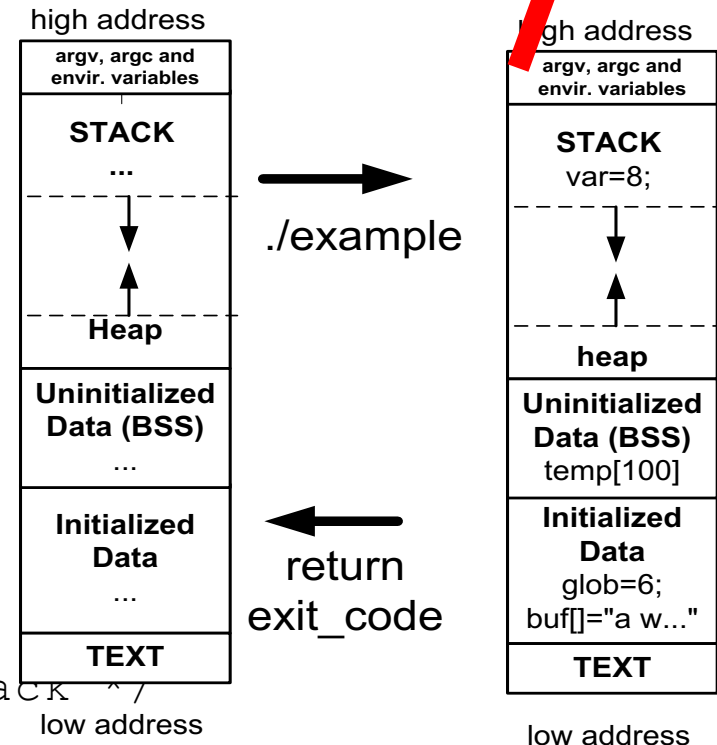 high address
argv, argc and
envir. variables
STACK
...
Heap
Uninitialized
Data (BSS)
...
Initialized
Data
...
TEXT
low address
./example
return
exit_code
gh address
argv, argc and
envir. variables
STACK
var=8;
heap
Uninitialized
Data (BSS)
temp[100]
Initialized
Data
glob=6;
buf[]="a w..."
TEXT
low address